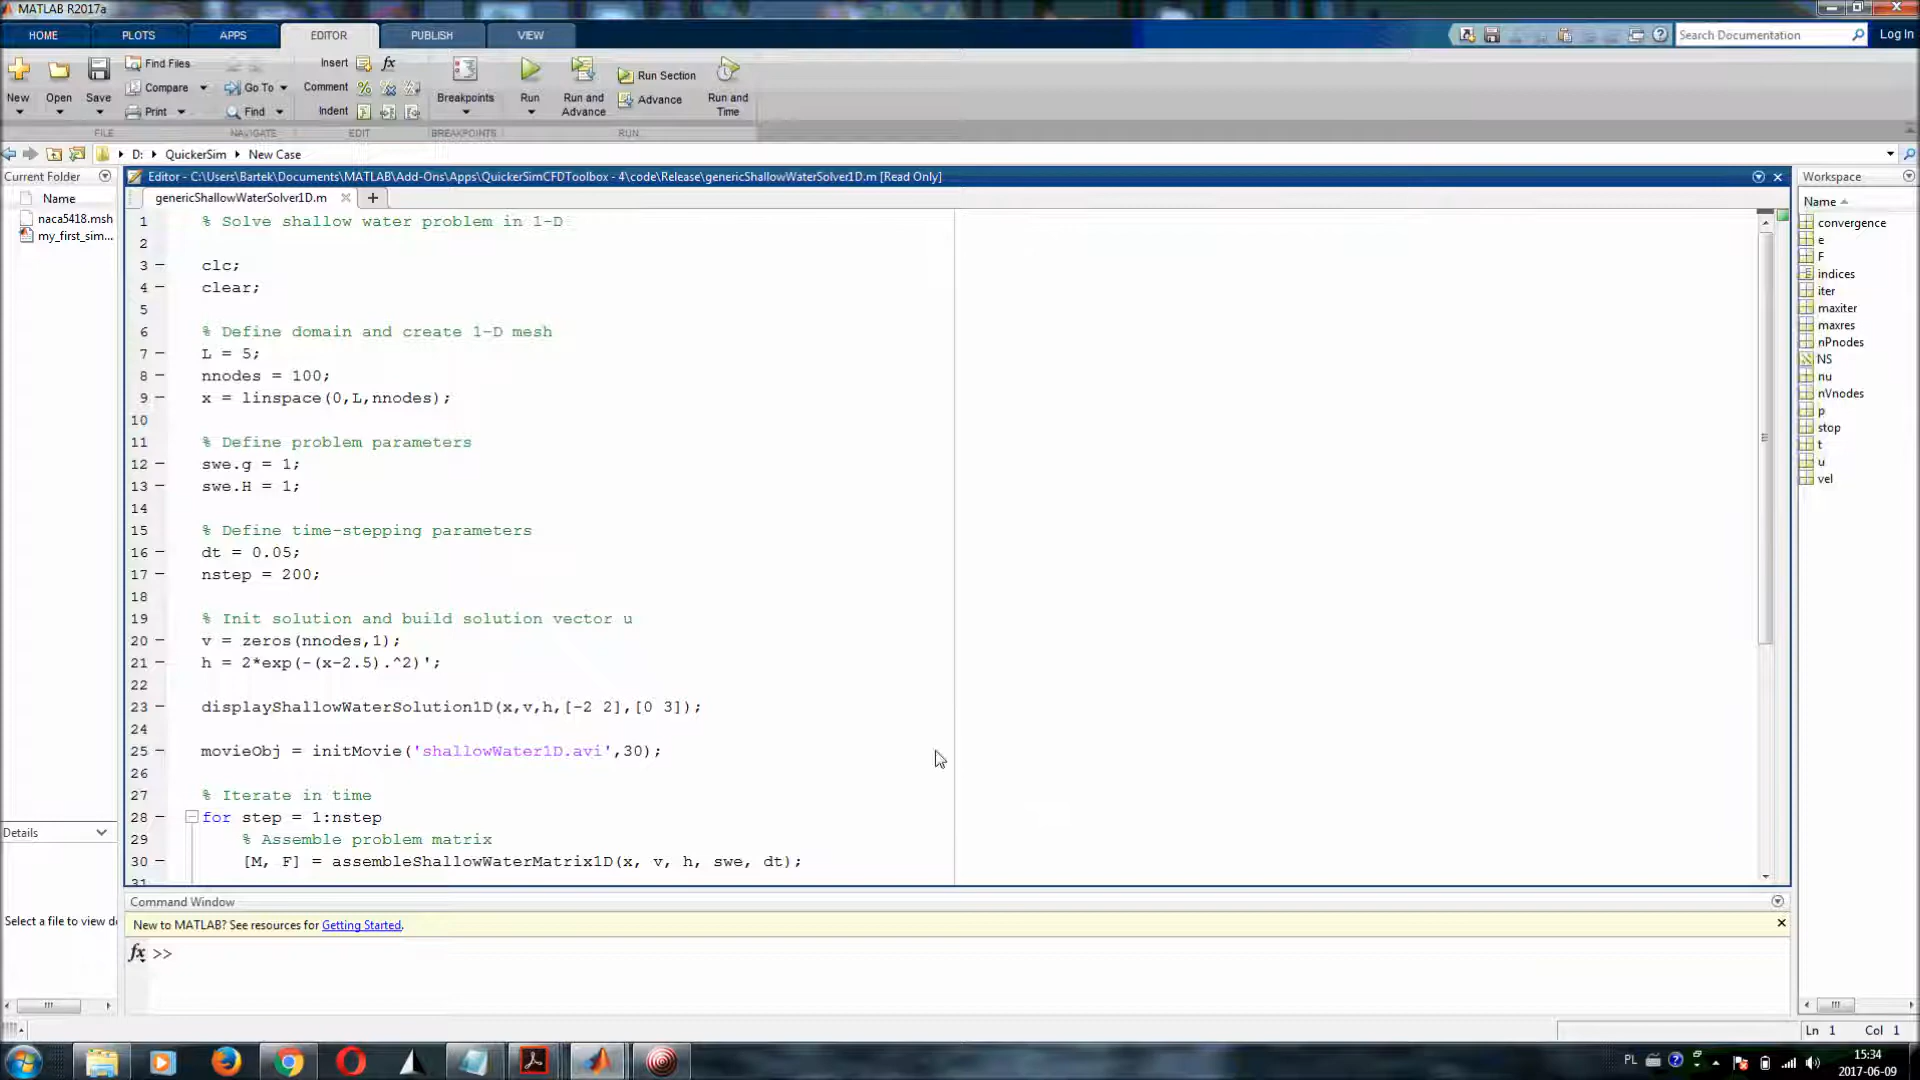 MATLAB R2017a
HOME PLOTS APPS EDITOR PUBLISH VIEW
Search Documentation Log In
New Open Save
Find Files
Compare
Print
Go To
Find
Insert fx
Comment
Indent
Breakpoints
Run
Run and Advance
Run Section
Advance
Run and Time
FILE NAVIGATE EDIT BREAKPOINTS RUN
D: QuickerSim New Case
Current Folder
Name
naca5418.msh
my_first_sim...
Details
Select a file to view d
Editor - C:\Users\Bartek\Documents\MATLAB\Add-Ons\Apps\QuickerSimCFDToolbox - 4\code\Release\genericShallowWaterSolver1D.m [Read Only]
genericShallowWaterSolver1D.m
1 % Solve shallow water problem in 1-D
2
3 clc;
4 clear;
5
6 % Define domain and create 1-D mesh
7 L = 5;
8 nnodes = 100;
9 x = linspace(0,L,nnodes);
10
11 % Define problem parameters
12 swe.g = 1;
13 swe.H = 1;
14
15 % Define time-stepping parameters
16 dt = 0.05;
17 nstep = 200;
18
19 % Init solution and build solution vector u
20 v = zeros(nnodes,1);
21 h = 2*exp(-(x-2.5).^2)';
22
23 displayShallowWaterSolution1D(x,v,h,[-2 2],[0 3]);
24
25 movieObj = initMovie('shallowWater1D.avi',30);
26
27 % Iterate in time
28 for step = 1:nstep
29 % Assemble problem matrix
30 [M, F] = assembleShallowWaterMatrix1D(x, v, h, swe, dt);
31
Command Window
New to MATLAB? See resources for Getting Started.
fx >>
Workspace
Name
convergence
e
F
indices
iter
maxiter
maxres
nPnodes
NS
nu
nVnodes
p
stop
t
u
vel
Ln 1 Col 1
PL
15:34
2017-06-09